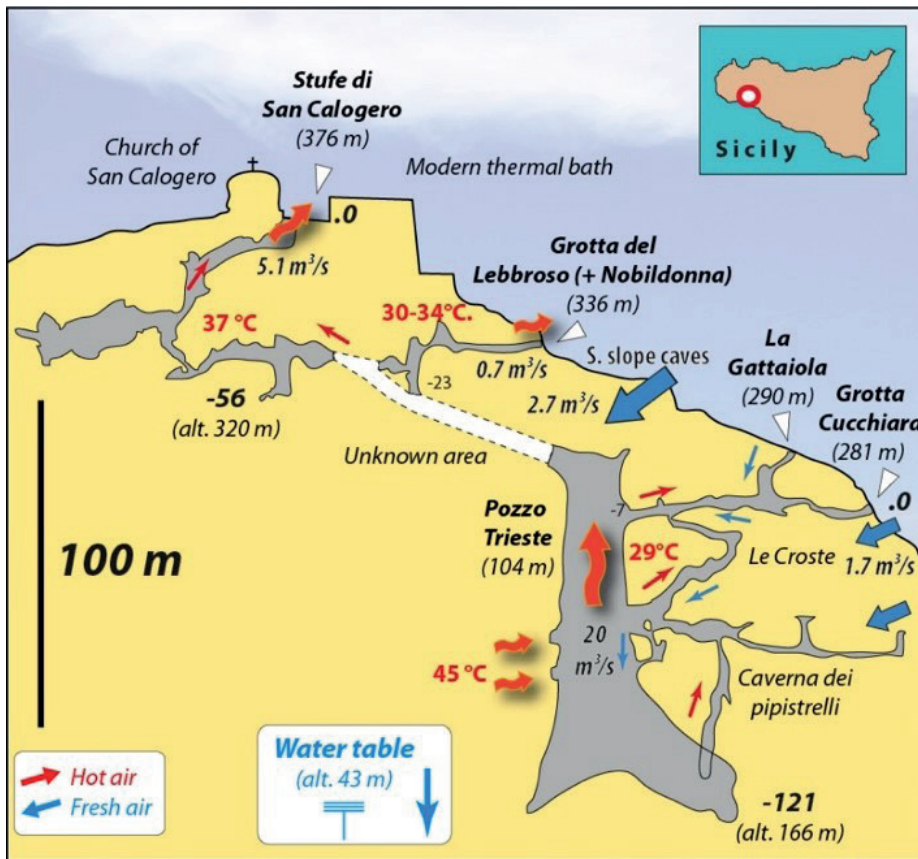 Stufe di
San Calogero
(376 m)
Church of
San Calogero
Modern thermal bath
Sicily
.0
5.1 m³/s
Grotta del
Lebbroso (+ Nobildonna)
(336 m)
37 °C
30-34°C.
0.7 m³/s
S. slope caves
La
Gattaiola
(290 m)
Grotta
Cucchiara
(281 m)
-23
2.7 m³/s
-56
(alt. 320 m)
Unknown area
.0
100 m
Pozzo
Trieste
(104 m)
-7
29°C
Le Croste
1.7 m³/s
20
m³/s
45 °C
Caverna dei
pipistrelli
Hot air
Fresh air
Water table
(alt. 43 m)
-121
(alt. 166 m)